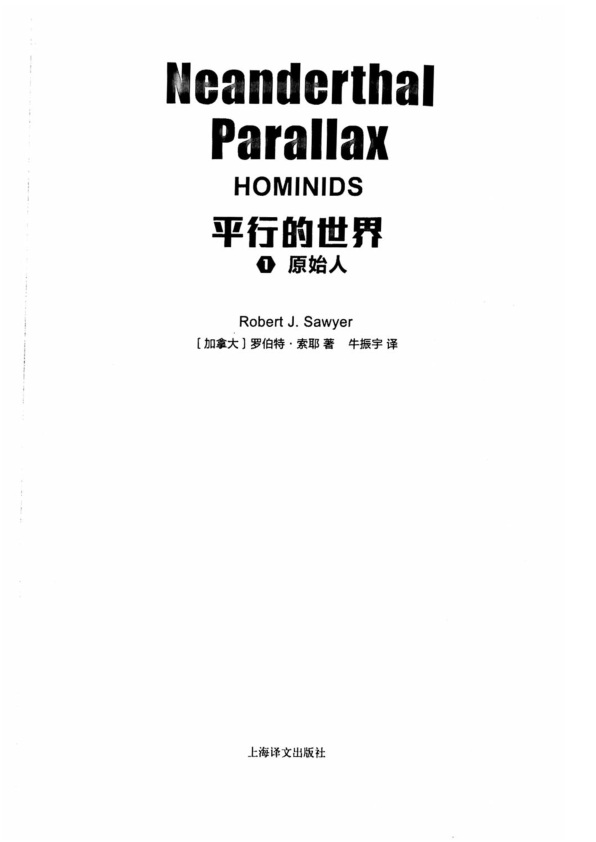 Neanderthal
Parallax
HOMINIDS
平行的世界
1 原始人
Robert J. Sawyer
[加拿大] 罗伯特·索耶 著 牛振宇 译
上海译文出版社